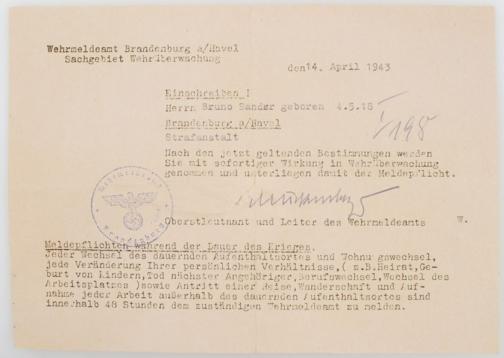 Wehrmeldeamt Brandenburg a/Havel
Sachgebiet Wehrüberwachung
den 14. April 1943
Einschreiben !
Herrn Bruno Sander geboren 4.5.18
Brandenburg a/Havel
Strafanstalt
I/198
Nach den jetzt geltenden Bestimmungen werden
Sie mit sofortiger Wirkung in Wehrüberwachung
genommen und unterliegen damit der Meldepflicht.
Oberstleutnant und Leiter des Wehrmeldeamts W.
Meldepflichten während der Dauer des Krieges.
Jeder Wechsel des dauernden Aufenthaltsortes und Wohnungswechsel,
jede Veränderung Ihrer persönlichen Verhältnisse,( z.B.Heirat,Ge-
burt von Kindern,Tod nächster Angehöriger,Berufswechsel,Wechsel des
Arbeitsplatzes )sowie Antritt einer Reise,Wanderschaft und Auf-
nahme jeder Arbeit außerhalb des dauernden Aufenthaltsortes sind
innerhalb 48 Stunden dem zuständigen Wehrmeldeamt zu melden.